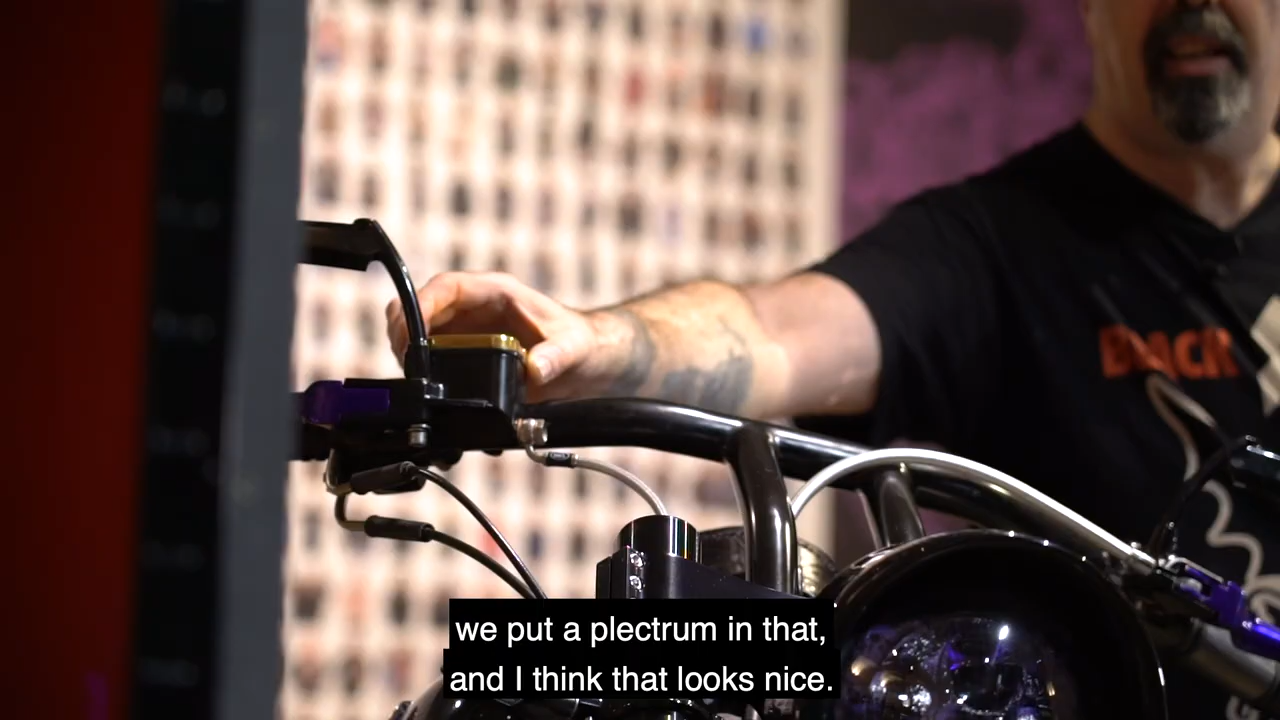 we put a plectrum in that,
and I think that looks nice.